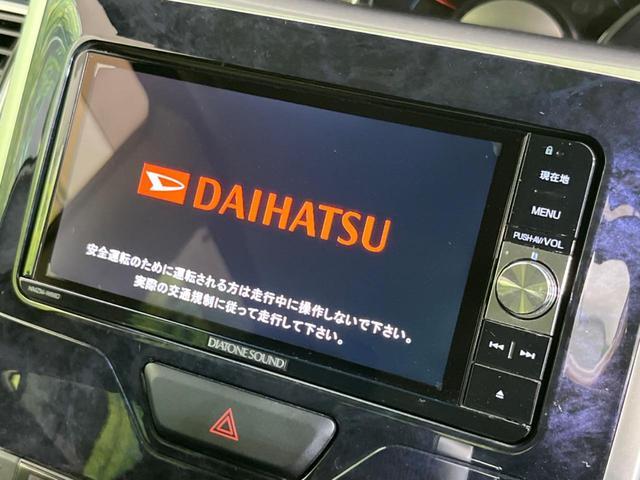 DAIHATSU
安全運転のために運転される方は走行中に操作しないで下さい。
実際の交通規制に従って走行して下さい。
DIATONE SOUND
現在地
MENU
PUSH-AV/VOL